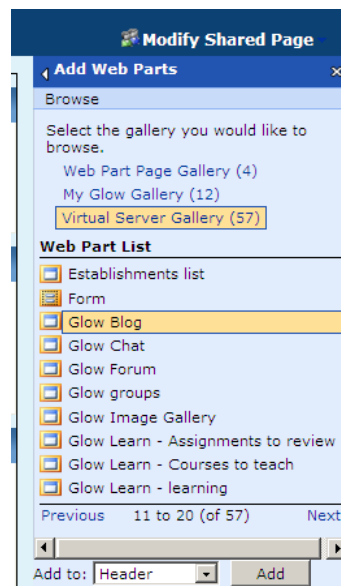 Modify Shared Page
Add Web Parts
Browse
Select the gallery you would like to
browse.
Web Part Page Gallery (4)
My Glow Gallery (12)
Virtual Server Gallery (57)
Web Part List
Establishments list
Form
Glow Blog
Glow Chat
Glow Forum
Glow groups
Glow Image Gallery
Glow Learn - Assignments to review
Glow Learn - Courses to teach
Glow Learn - learning
Previous 11 to 20 (of 57) Next
Add to: Header Add